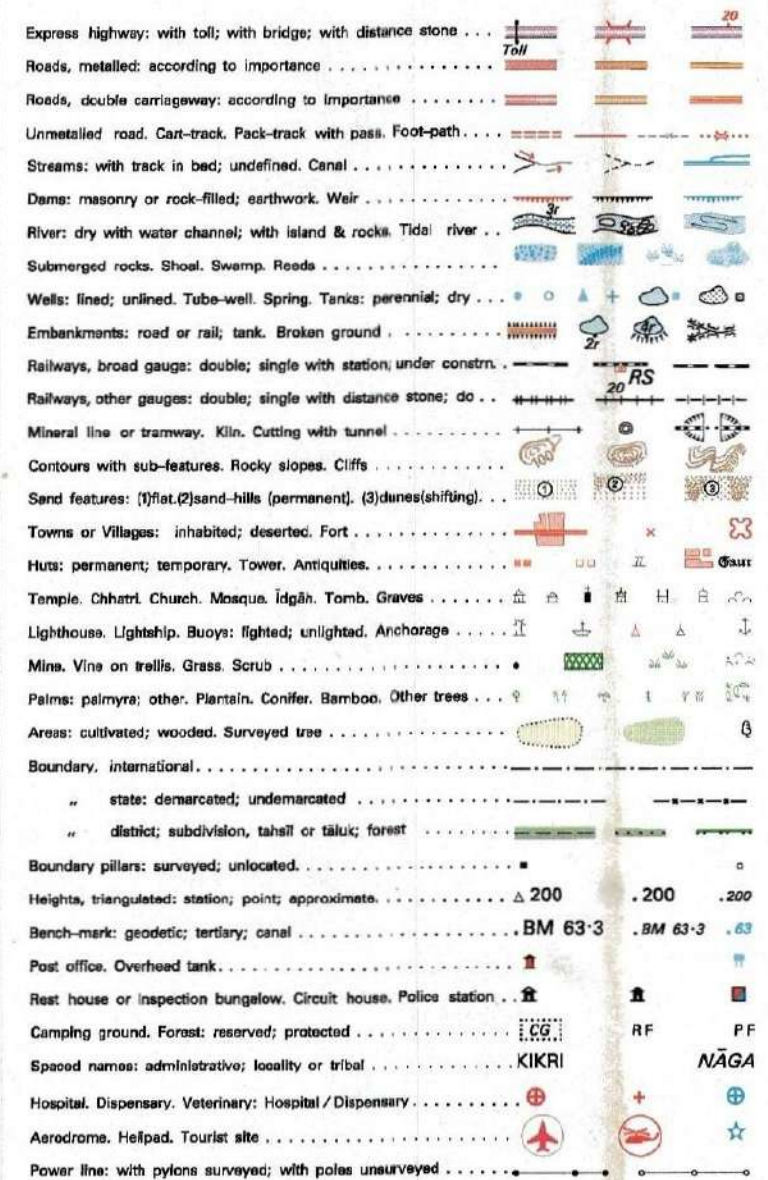 20
Express highway: with toll; with bridge; with distance stone
Toll
Roads, metalled: according to importance
Roads, double carriageway: according to importance
Unmetalled road. Cart-track. Pack-track with pass. Foot-path
Streams: with track in bed; undefined. Canal
Dams: masonry or rock-filled; earthwork. Weir
3r
River: dry with water channel; with island & rocks. Tidal river
Submerged rocks. Shoal. Swamp. Reeds
Wells: lined; unlined. Tube-well. Spring. Tanks: perennial; dry
Embankments: road or rail; tank. Broken ground
2r 4r
Railways, broad gauge: double; single with station; under constrn.
RS
20
Railways, other gauges: double; single with distance stone; do
Mineral line or tramway. Kiln. Cutting with tunnel
Contours with sub-features. Rocky slopes. Cliffs
100
Sand features: (1)flat.(2)sand-hills (permanent). (3)dunes(shifting). 1 2 3
Towns or Villages: inhabited; deserted. Fort
Huts: permanent; temporary. Tower. Antiquities. Gaur
Temple. Chhatri. Church. Mosque. Īdgāh. Tomb. Graves
Lighthouse. Lightship. Buoys: lighted; unlighted. Anchorage
Mine. Vine on trellis. Grass. Scrub
Palms: palmyra; other. Plantain. Conifer. Bamboo. Other trees
Areas: cultivated; wooded. Surveyed tree
Boundary, international
„ state: demarcated; undemarcated
„ district; subdivision, tahsīl or tāluk; forest
Boundary pillars: surveyed; unlocated.
Heights, triangulated: station; point; approximate. 200 .200 .200
Bench-mark: geodetic; tertiary; canal .BM 63·3 .BM 63·3 .63
Post office. Overhead tank
Rest house or Inspection bungalow. Circuit house. Police station
Camping ground. Forest: reserved; protected CG RF PF
Spaced names: administrative; locality or tribal KIKRI NĀGA
Hospital. Dispensary. Veterinary: Hospital / Dispensary
Aerodrome. Helipad. Tourist site
Power line: with pylons surveyed; with poles unsurveyed